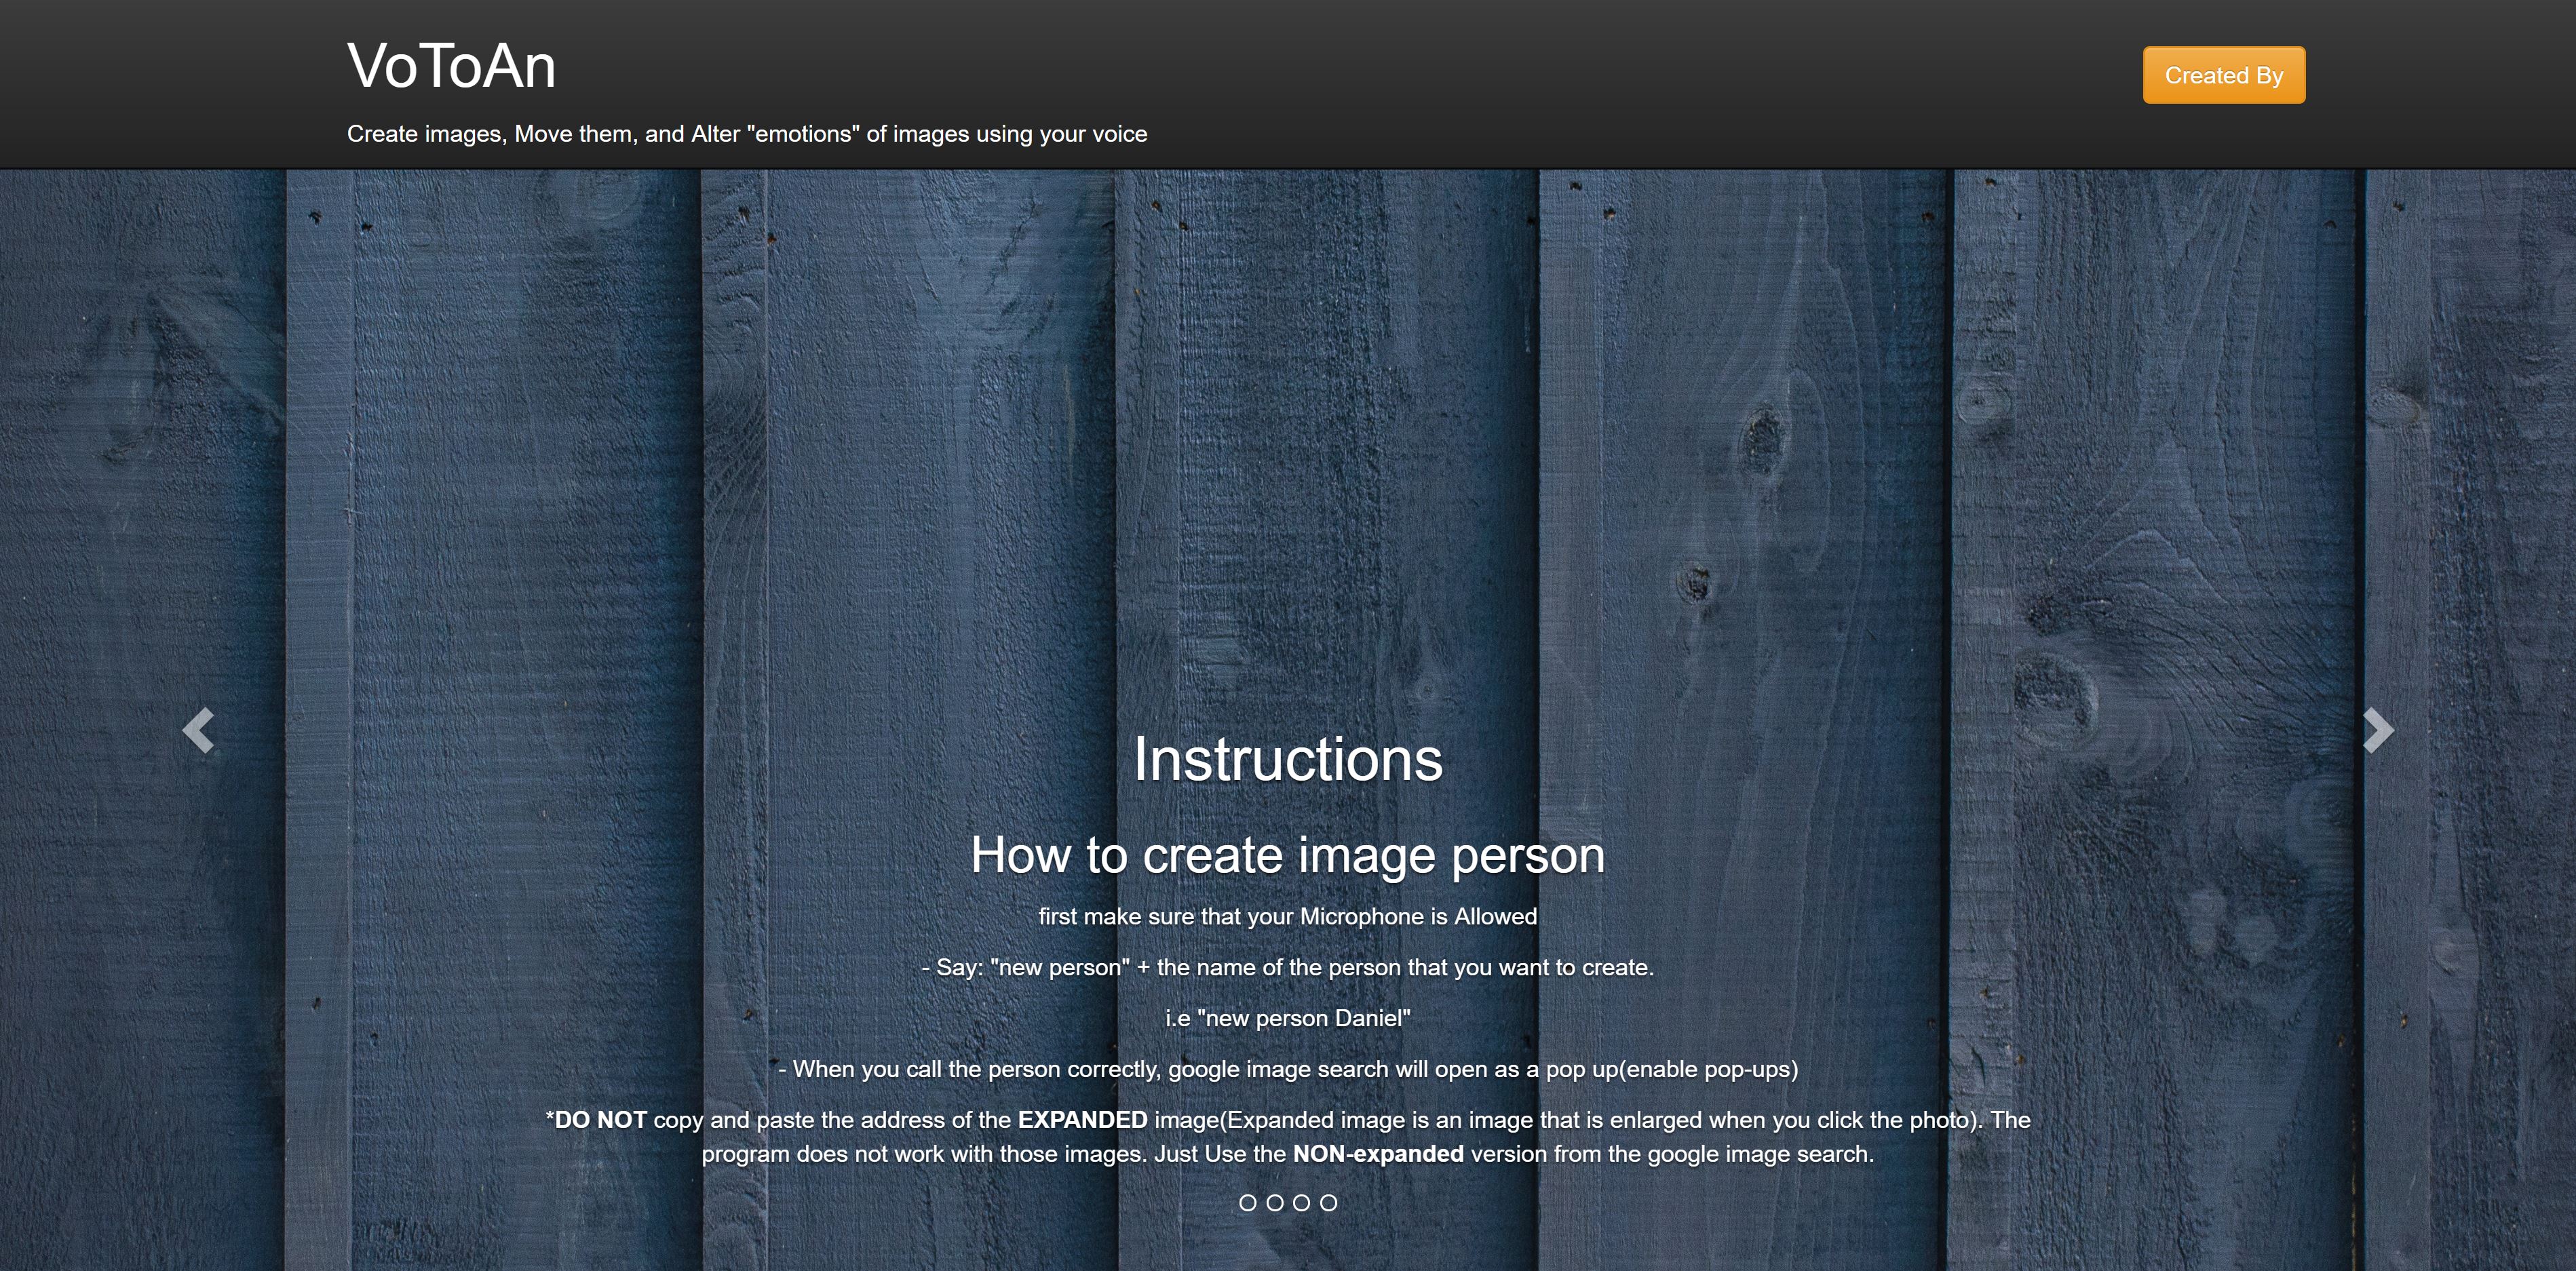 VoToAn
Created By
Create images, Move them, and Alter "emotions" of images using your voice
Instructions
How to create image person
first make sure that your Microphone is Allowed
- Say: "new person" + the name of the person that you want to create.
i.e "new person Daniel"
- When you call the person correctly, google image search will open as a pop up(enable pop-ups)
*DO NOT copy and paste the address of the EXPANDED image(Expanded image is an image that is enlarged when you click the photo). The
program does not work with those images. Just Use the NON-expanded version from the google image search.